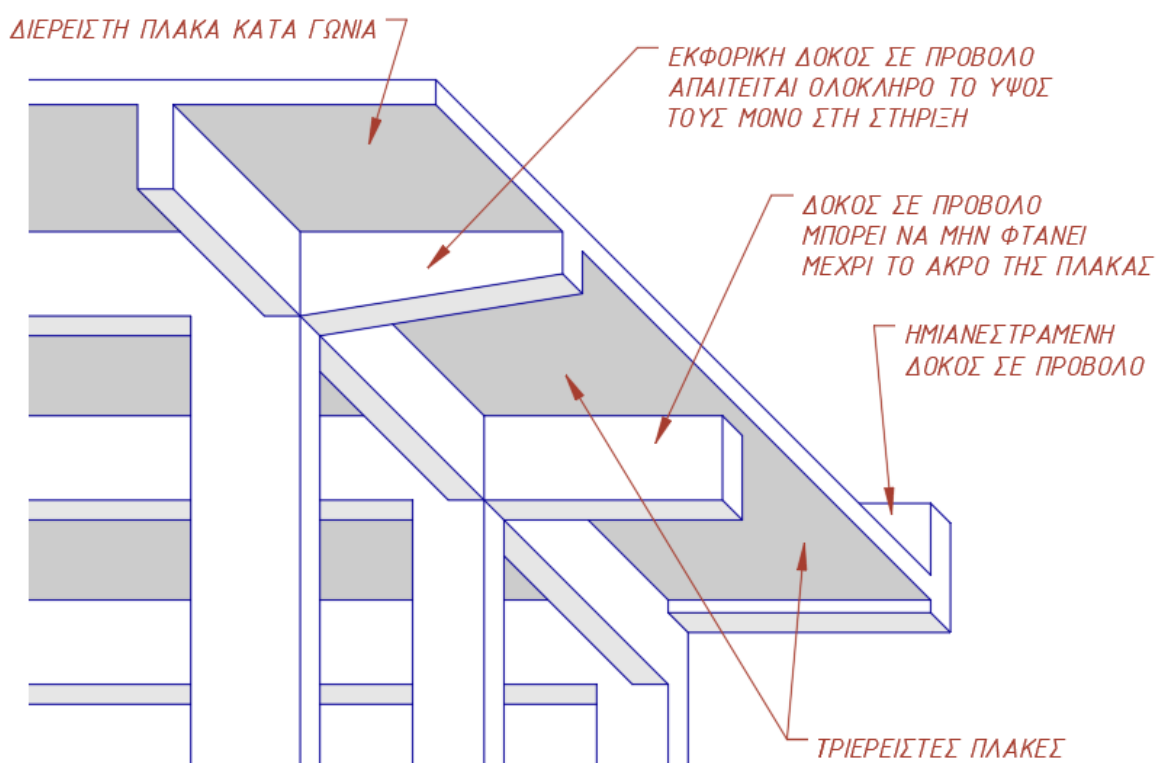 ΔΙΕΡΕΙΣΤΗ ΠΛΑΚΑ ΚΑΤΑ ΓΩΝΙΑ
ΕΚΦΟΡΙΚΗ ΔΟΚΟΣ ΣΕ ΠΡΟΒΟΛΟ
ΑΠΑΙΤΕΙΤΑΙ ΟΛΟΚΛΗΡΟ ΤΟ ΥΨΟΣ
ΤΟΥΣ ΜΟΝΟ ΣΤΗ ΣΤΗΡΙΞΗ
ΔΟΚΟΣ ΣΕ ΠΡΟΒΟΛΟ
ΜΠΟΡΕΙ ΝΑ ΜΗΝ ΦΤΑΝΕΙ
ΜΕΧΡΙ ΤΟ ΑΚΡΟ ΤΗΣ ΠΛΑΚΑΣ
ΗΜΙΑΝΕΣΤΡΑΜΕΝΗ
ΔΟΚΟΣ ΣΕ ΠΡΟΒΟΛΟ
ΤΡΙΕΡΕΙΣΤΕΣ ΠΛΑΚΕΣ